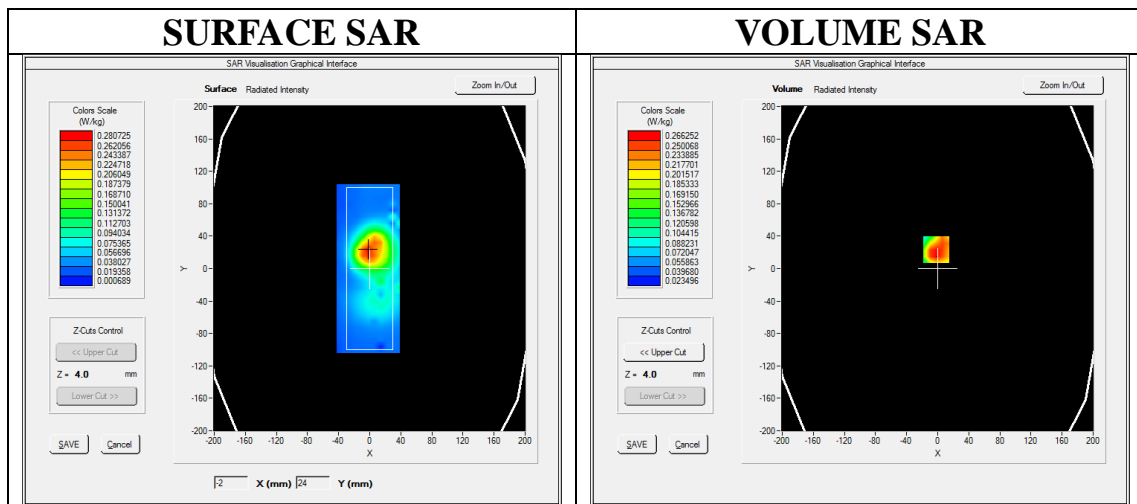 SURFACE SAR
SAR Visualisation Graphical Interface
Surface Radiated Intensity
Zoom In/Out
Colors Scale
(W/kg)
0.280725
0.262056
0.243387
0.224718
0.206049
0.187379
0.168710
0.150041
0.131372
0.112703
0.094034
0.075365
0.056696
0.038027
0.019358
0.000689
Z-Cuts Control
<< Upper Cut
Z = 4.0 mm
Lower Cut >>
SAVE Cancel
200
160
120
80
40
0
-40
-80
-120
-160
-200
Y
-200 -160 -120 -80 -40 0 40 80 120 160 200
X
-2 X (mm) 24 Y (mm)
VOLUME SAR
SAR Visualisation Graphical Interface
Volume Radiated Intensity
Zoom In/Out
Colors Scale
(W/kg)
0.266252
0.250068
0.233885
0.217701
0.201517
0.185333
0.169150
0.152966
0.136782
0.120598
0.104415
0.088231
0.072047
0.055863
0.039680
0.023496
Z-Cuts Control
<< Upper Cut
Z = 4.0 mm
Lower Cut >>
SAVE Cancel
200
160
120
80
40
0
-40
-80
-120
-160
-200
Y
-200 -160 -120 -80 -40 0 40 80 120 160 200
X